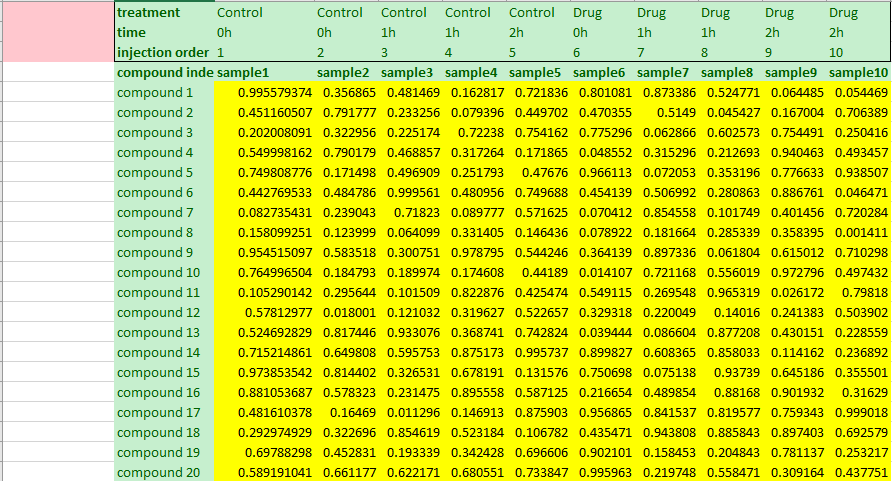 treatment Control Control Control Control Control Drug Drug Drug Drug Drug
time 0h 0h 1h 1h 2h 0h 1h 1h 2h 2h
injection order 1 2 3 4 5 6 7 8 9 10
compound inde sample1 sample2 sample3 sample4 sample5 sample6 sample7 sample8 sample9 sample10
compound 1 0.995579374 0.356865 0.481469 0.162817 0.721836 0.801081 0.873386 0.524771 0.064485 0.054469
compound 2 0.451160507 0.791777 0.233256 0.079396 0.449702 0.470355 0.5149 0.045427 0.167004 0.706389
compound 3 0.202008091 0.322956 0.225174 0.72238 0.754162 0.775296 0.062866 0.602573 0.754491 0.250416
compound 4 0.549998162 0.790179 0.468857 0.317264 0.171865 0.048552 0.315296 0.212693 0.940463 0.493457
compound 5 0.749808776 0.171498 0.496909 0.251793 0.47676 0.966113 0.072053 0.353196 0.776633 0.938507
compound 6 0.442769533 0.484786 0.999561 0.480956 0.749688 0.454139 0.506992 0.280863 0.886761 0.046471
compound 7 0.082735431 0.239043 0.71823 0.089777 0.571625 0.070412 0.854558 0.101749 0.401456 0.720284
compound 8 0.158099251 0.123999 0.064099 0.331405 0.146436 0.078922 0.181664 0.285339 0.358395 0.001411
compound 9 0.954515097 0.583518 0.300751 0.978795 0.544246 0.364139 0.897336 0.061804 0.615012 0.710298
compound 10 0.764996504 0.184793 0.189974 0.174608 0.44189 0.014107 0.721168 0.556019 0.972796 0.497432
compound 11 0.105290142 0.295644 0.101509 0.822876 0.425474 0.549115 0.269548 0.965319 0.026172 0.79818
compound 12 0.57812977 0.018001 0.121032 0.319627 0.522657 0.329318 0.220049 0.14016 0.241383 0.503902
compound 13 0.524692829 0.817446 0.933076 0.368741 0.742824 0.039444 0.086604 0.877208 0.430151 0.228559
compound 14 0.715214861 0.649808 0.595753 0.875173 0.995737 0.899827 0.608365 0.858033 0.114162 0.236892
compound 15 0.973853542 0.814402 0.326531 0.678191 0.131576 0.750698 0.075138 0.93739 0.645186 0.355501
compound 16 0.881053687 0.578323 0.231475 0.895558 0.587125 0.216654 0.489854 0.88168 0.901932 0.31629
compound 17 0.481610378 0.16469 0.011296 0.146913 0.875903 0.956865 0.841537 0.819577 0.759343 0.999018
compound 18 0.292974929 0.322696 0.854619 0.523184 0.106782 0.435471 0.943808 0.885843 0.897403 0.692579
compound 19 0.69788298 0.452831 0.193339 0.342428 0.696606 0.902101 0.158453 0.204843 0.781137 0.253217
compound 20 0.589191041 0.661177 0.622171 0.680551 0.733847 0.995963 0.219748 0.558471 0.309164 0.437751